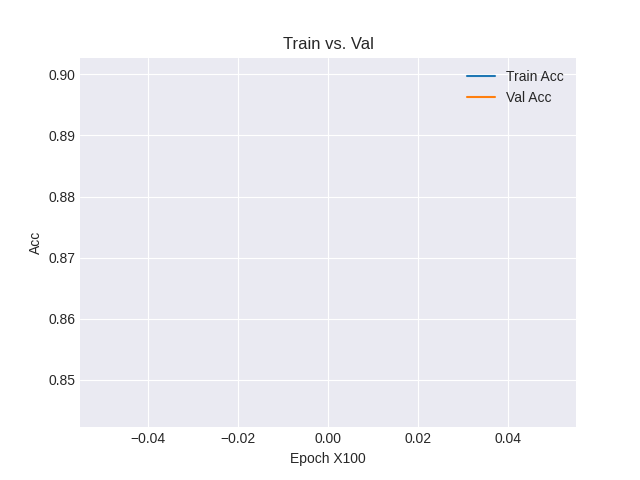 Train vs. Val
Train Acc
Val Acc
0.90
0.89
0.88
0.87
0.86
0.85
Acc
−0.04
−0.02
0.00
0.02
0.04
Epoch X100